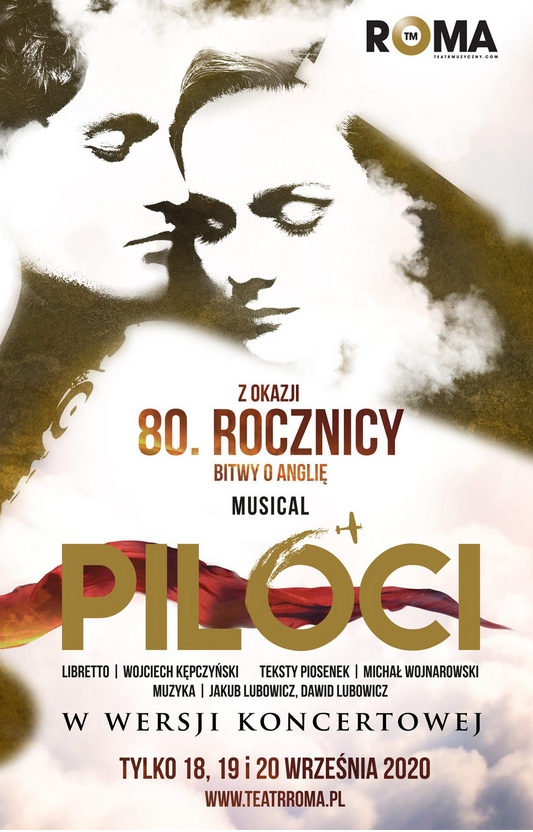 ROMA
TM
TEATRMUZYCZNY.COM
Z OKAZJI
80. ROCZNICY
BITWY O ANGLIĘ
MUSICAL
PILOCI
LIBRETTO | WOJCIECH KĘPCZYŃSKI TEKSTY PIOSENEK | MICHAŁ WOJNAROWSKI
MUZYKA | JAKUB LUBOWICZ, DAWID LUBOWICZ
W WERSJI KONCERTOWEJ
TYLKO 18, 19 i 20 WRZEŚNIA 2020
WWW.TEATRROMA.PL